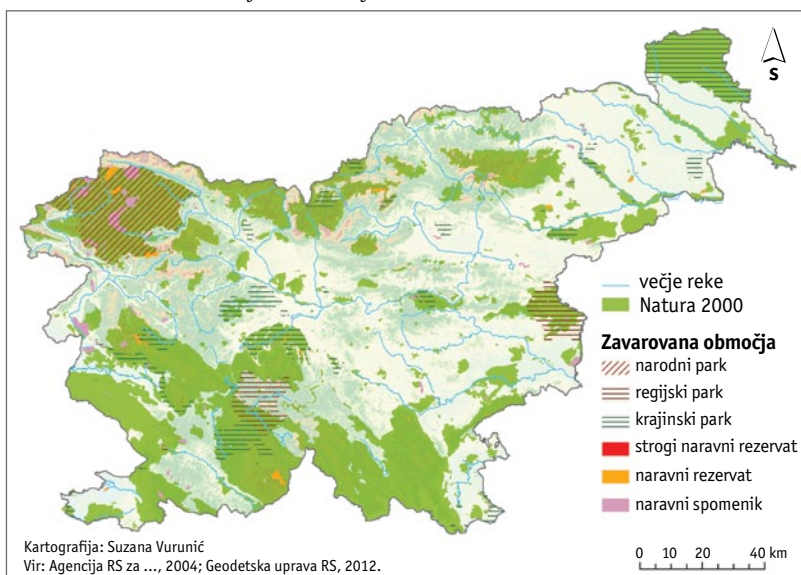 S
večje reke
Natura 2000
Zavarovana območja
narodni park
regijski park
krajinski park
strogi naravni rezervat
naravni rezervat
naravni spomenik
Kartografija: Suzana Vurunić
Vir: Agencija RS za ..., 2004; Geodetska uprava RS, 2012.
0 10 20 40 km